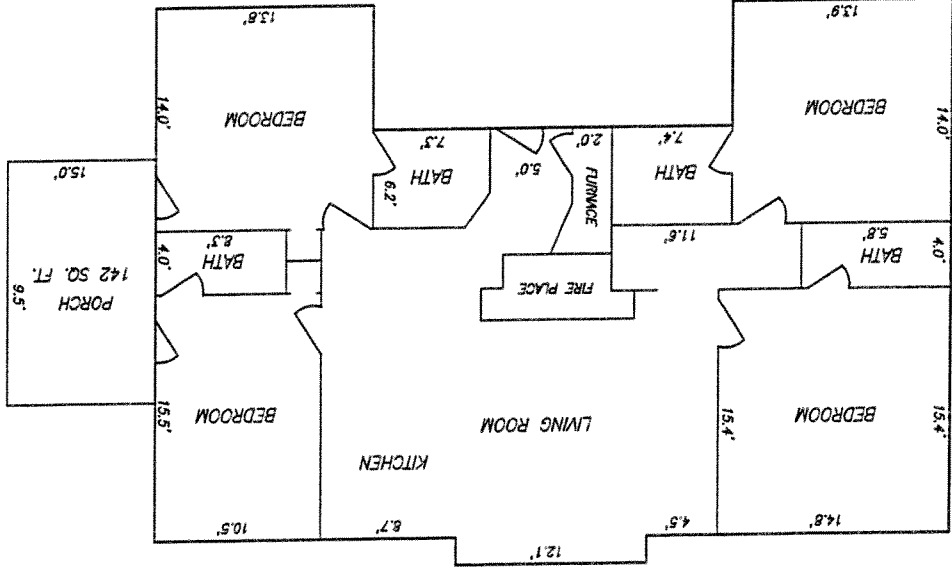 12.1'
14.8'
4.5'
8.7'
10.5'
KITCHEN
15.4'
BEDROOM
15.4'
LIVING ROOM
BEDROOM
15.5'
FIRE PLACE
PORCH
142 SQ. FT.
9.5'
4.0'
BATH
5.8'
11.6'
BATH
8.3'
4.0'
FURNACE
2.0'
5.0'
BATH
7.4'
6.2'
BATH
7.3'
15.0'
14.0'
BEDROOM
13.9'
BEDROOM
14.0'
13.8'